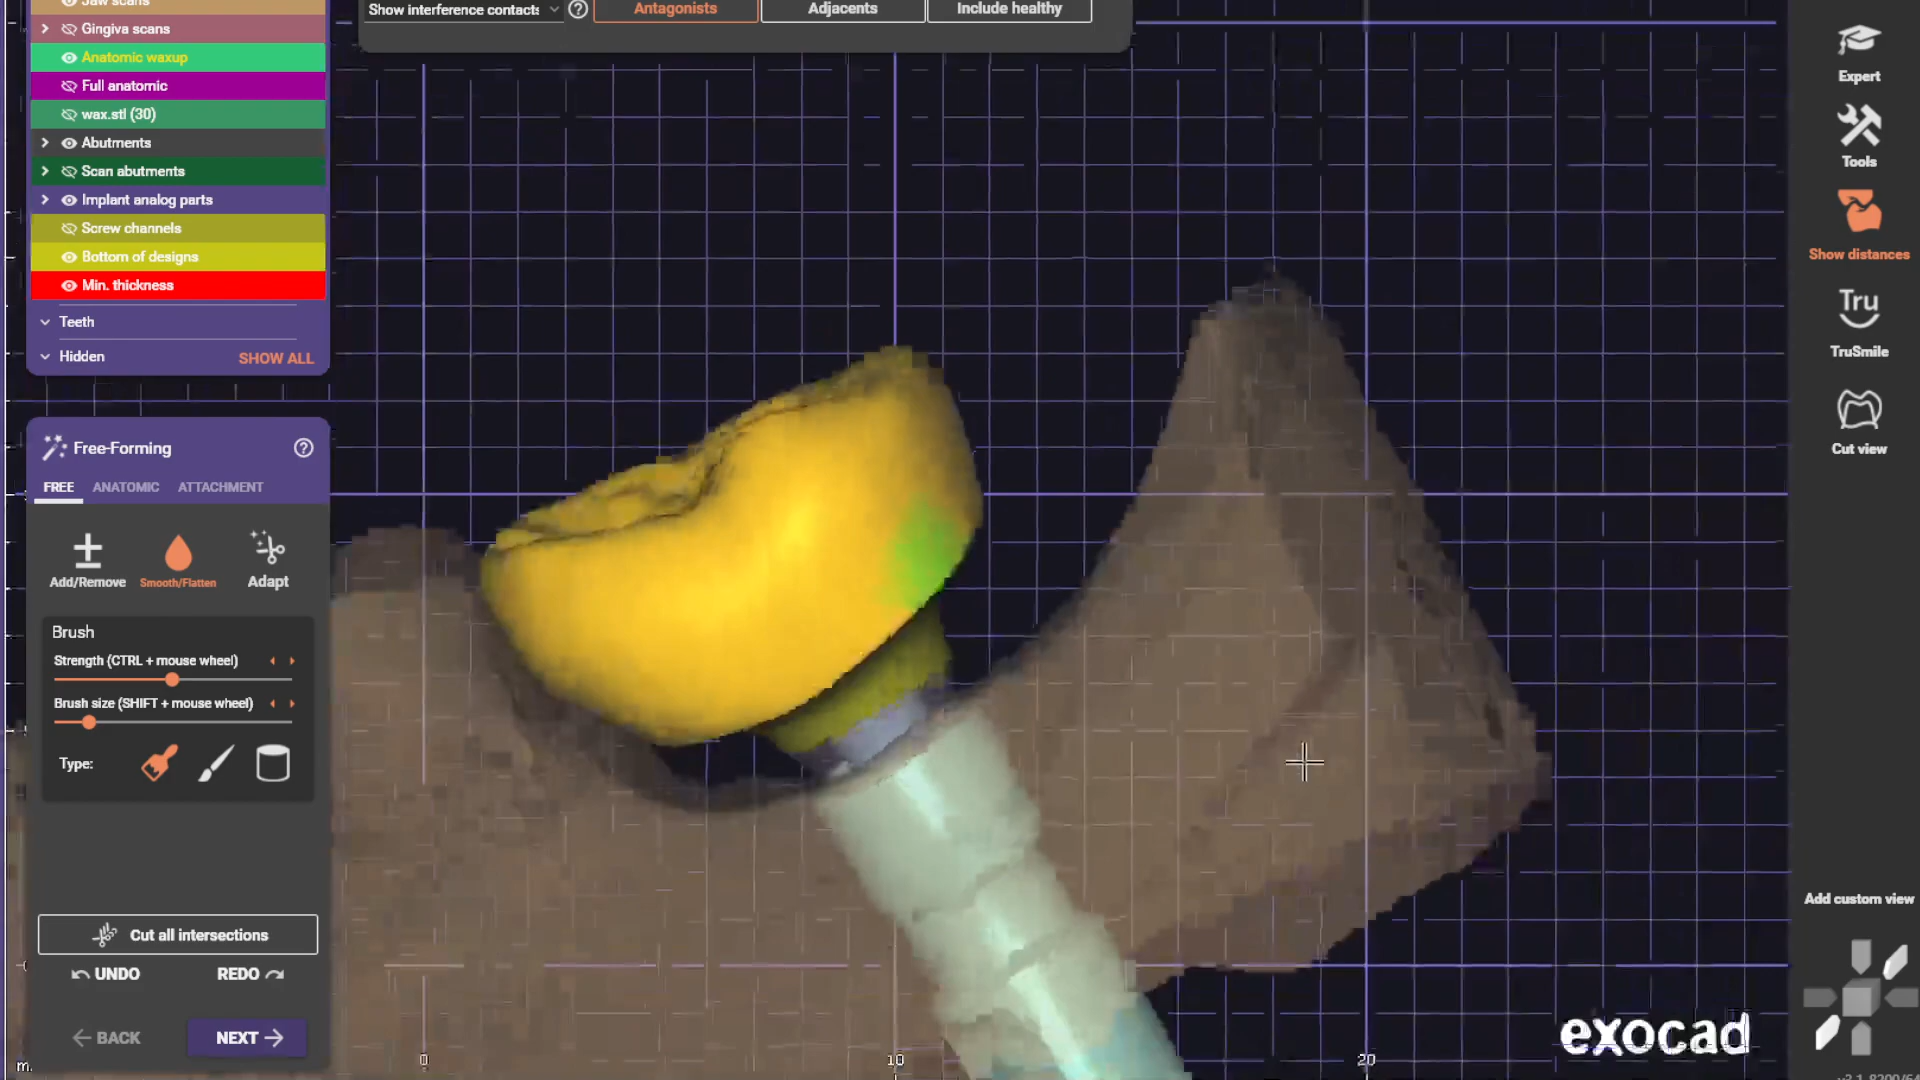 Jaw scans
Gingiva scans
Anatomic waxup
Full anatomic
wax.stl (30)
Abutments
Scan abutments
Implant analog parts
Screw channels
Bottom of designs
Min. thickness
Teeth
Hidden
SHOW ALL
Show interference contacts
Antagonists
Adjacents
Include healthy
Free-Forming
FREE
ANATOMIC
ATTACHMENT
Add/Remove
Smooth/Flatten
Adapt
Brush
Strength (CTRL + mouse wheel)
Brush size (SHIFT + mouse wheel)
Type:
Cut all intersections
UNDO
REDO
BACK
NEXT
0
10
20
Expert
Tools
Show distances
Tru
TruSmile
Cut view
Add custom view
exocad